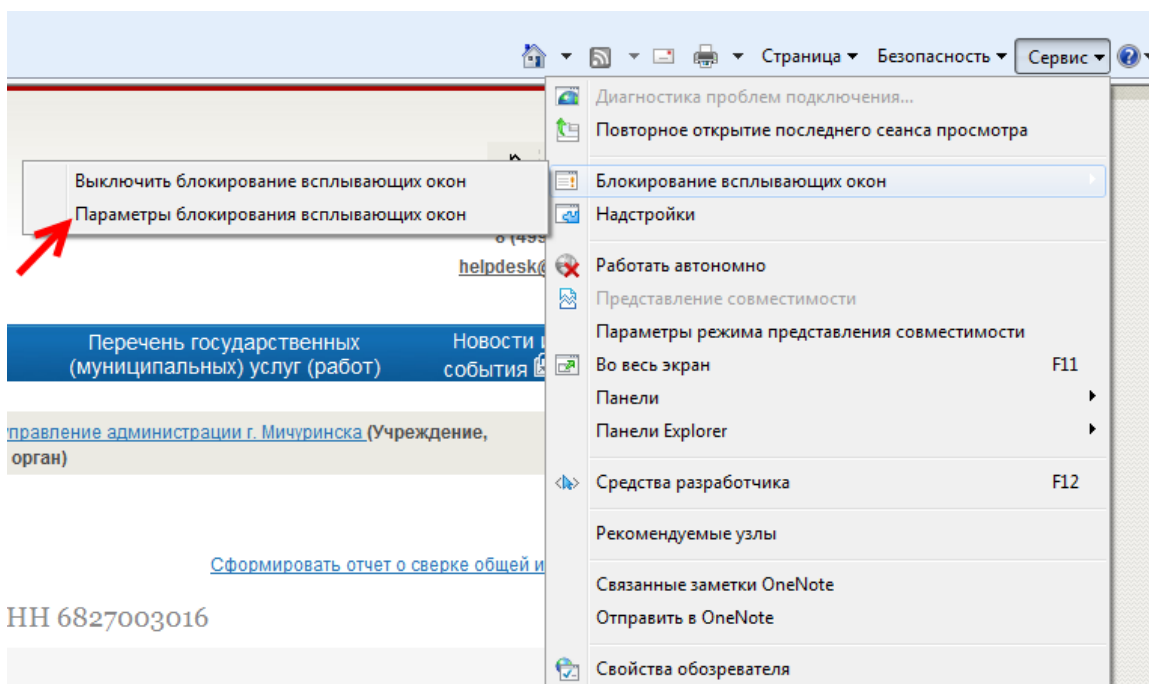 Страница
Безопасность
Сервис
Диагностика проблем подключения...
Повторное открытие последнего сеанса просмотра
Блокирование всплывающих окон
Выключить блокирование всплывающих окон
Параметры блокирования всплывающих окон
Надстройки
8 (499
helpdesk@
Работать автономно
Представление совместимости
Параметры режима представления совместимости
Во весь экран F11
Панели
Панели Explorer
Средства разработчика F12
Рекомендуемые узлы
Связанные заметки OneNote
Отправить в OneNote
Свойства обозревателя
Перечень государственных
(муниципальных) услуг (работ)
Новости и
события
правление администрации г. Мичуринска (Учреждение,
орган)
Сформировать отчет о сверке общей и
НН 6827003016